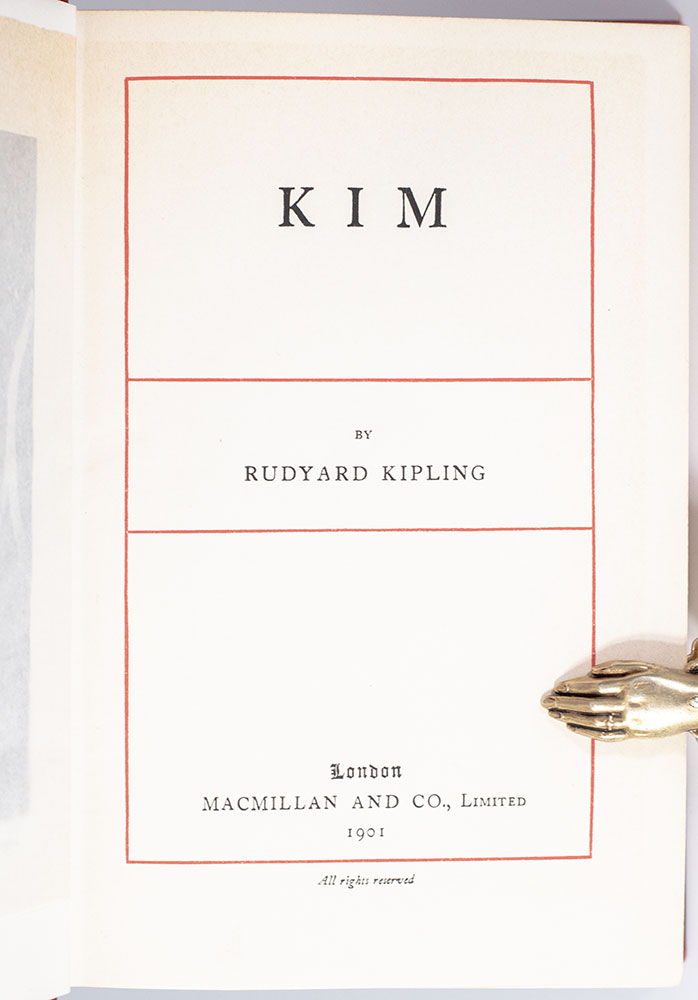 KIM
BY
RUDYARD KIPLING
London
MACMILLAN AND CO., LIMITED
1901
All rights reserved